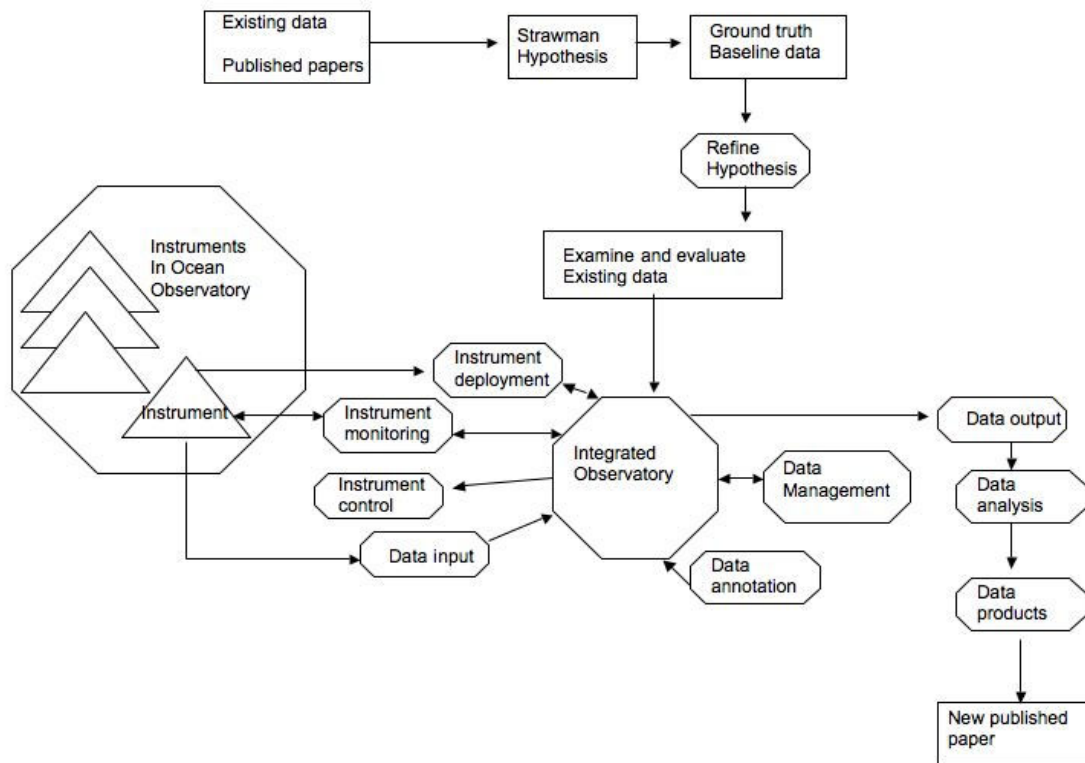 Existing data
Published papers
Strawman
Hypothesis
Ground truth
Baseline data
Refine
Hypothesis
Examine and evaluate
Existing data
Instruments
In Ocean
Observatory
Instrument
Instrument
deployment
Instrument
monitoring
Instrument
control
Data input
Integrated
Observatory
Data
Management
Data
annotation
Data output
Data
analysis
Data
products
New published
paper